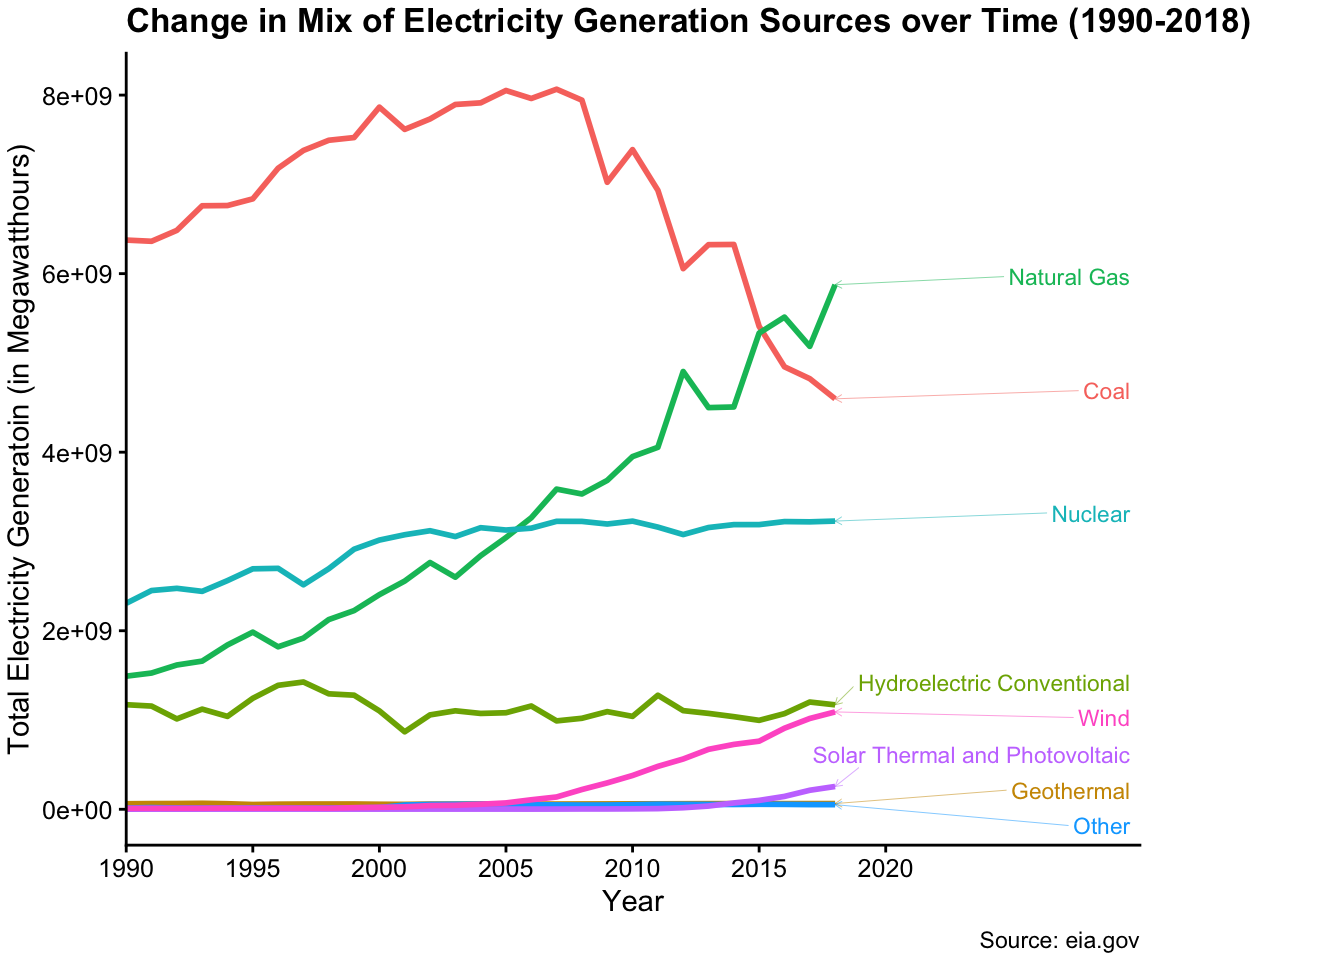 Change in Mix of Electricity Generation Sources over Time (1990-2018)
Total Electricity Generatoin (in Megawatthours)
8e+09
6e+09
4e+09
2e+09
0e+00
Natural Gas
Coal
Nuclear
Hydroelectric Conventional
Wind
Solar Thermal and Photovoltaic
Geothermal
Other
1990 1995 2000 2005 2010 2015 2020
Year
Source: eia.gov